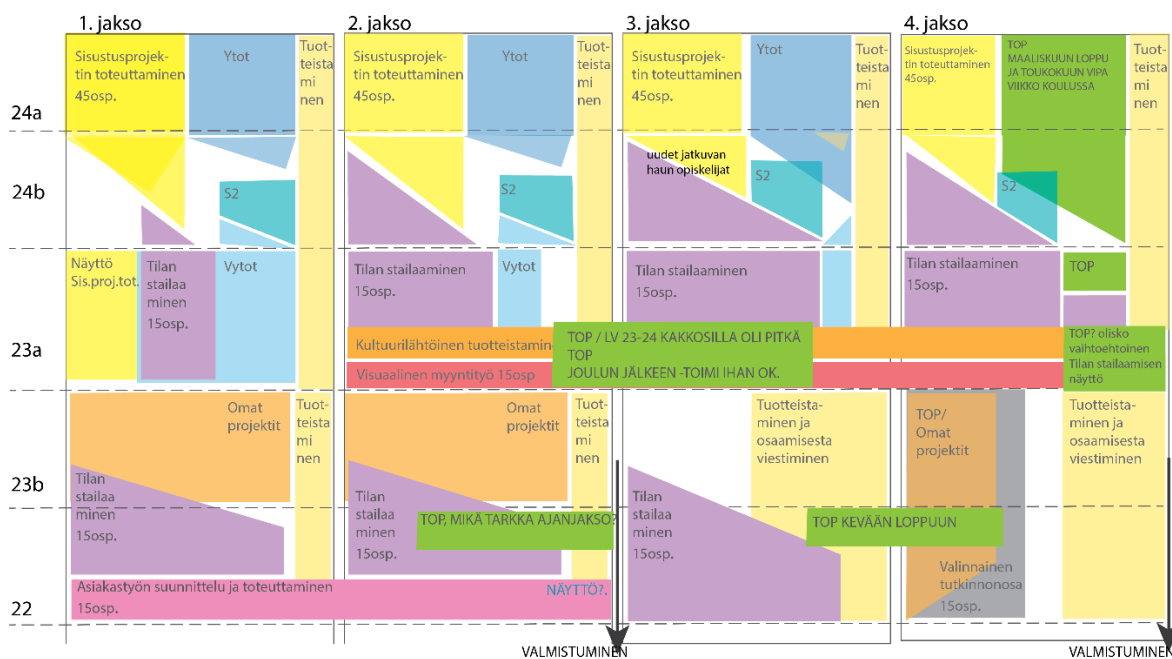 1. jakso
2. jakso
3. jakso
4. jakso
24a
Sisustusprojek-
tin toteuttaminen
45osp.
Ytot
Tuot-
teista
mi
nen
Sisustusprojek-
tin toteuttaminen
45osp.
Ytot
Tuot-
teista
mi
nen
Sisustusprojek-
tin toteuttaminen
45osp.
Ytot
Tuot-
teista
mi
nen
Sisustusprojek-
tin toteuttaminen
45osp.
TOP
MAALISKUUN LOPPU
JA TOUKOKUUN VIPA
VIIKKO KOULUSSA
Tuot-
teista
mi
nen
24b
S2
S2
uudet jatkuvan
haun opiskelijat
S2
S2
23a
Näyttö
Sis.proj.tot.
Tilan
stailaa
minen
15osp.
Vytot
Tilan stailaaminen
15osp.
Vytot
Tilan stailaaminen
15osp.
Tilan stailaaminen
15osp.
TOP
Kultuurilähtöinen tuotteistamin
Visuaalinen myyntityö 15osp
TOP / LV 23-24 KAKKOSILLA OLI PITKÄ
TOP
JOULUN JÄLKEEN -TOIMI IHAN OK.
TOP? olisko
vaihtoehtoinen
Tilan stailaamisen
näyttö
23b
Omat
projektit
Tuot-
teista
mi
nen
Tilan
stailaa
minen
15osp.
Omat
projektit
Tuot-
teista
mi
nen
Tilan
stailaa
minen
15osp.
TOP, MIKÄ TARKKA AJANJAKSO?
Tuotteista-
minen ja
osaamisesta
viestiminen
Tilan
stailaa
minen
15osp.
TOP KEVÄÄN LOPPUUN
TOP/
Omat
projektit
Tuotteista-
minen ja
osaamisesta
viestiminen
Valinnainen
tutkinnonosa
15osp.
22
Asiakastyön suunnittelu ja toteuttaminen
15osp.
NÄYTTÖ?.
VALMISTUMINEN
VALMISTUMINEN